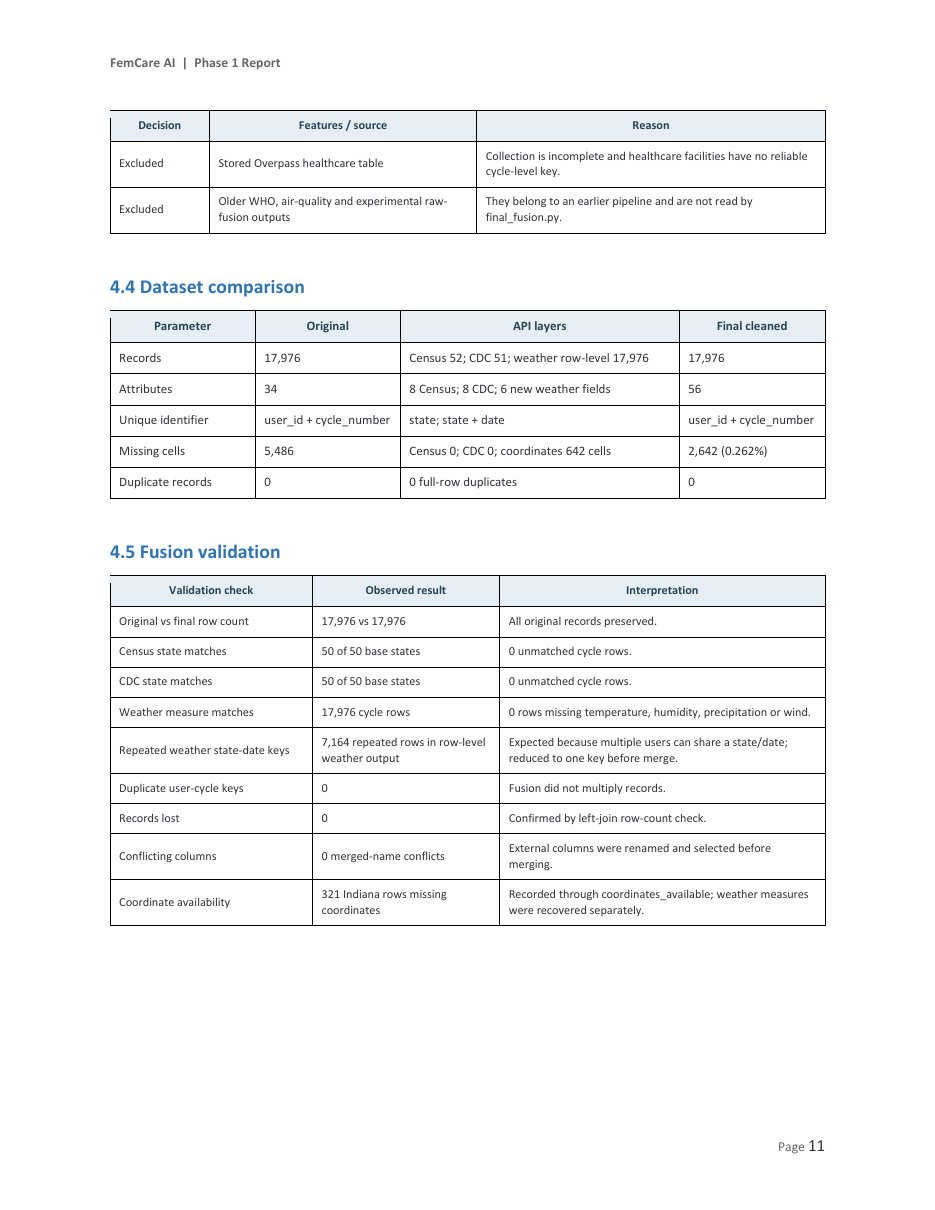 FemCare AI | Phase 1 Report
Decision Features / source Reason
Excluded Stored Overpass healthcare table Collection is incomplete and healthcare facilities have no reliable
cycle-level key.
Excluded Older WHO, air-quality and experimental raw-
fusion outputs They belong to an earlier pipeline and are not read by
final_fusion.py.
4.4 Dataset comparison
Parameter Original API layers Final cleaned
Records 17,976 Census 52; CDC 51; weather row-level 17,976 17,976
Attributes 34 8 Census; 8 CDC; 6 new weather fields 56
Unique identifier user_id + cycle_number state; state + date user_id + cycle_number
Missing cells 5,486 Census 0; CDC 0; coordinates 642 cells 2,642 (0.262%)
Duplicate records 0 0 full-row duplicates 0
4.5 Fusion validation
Validation check Observed result Interpretation
Original vs final row count 17,976 vs 17,976 All original records preserved.
Census state matches 50 of 50 base states 0 unmatched cycle rows.
CDC state matches 50 of 50 base states 0 unmatched cycle rows.
Weather measure matches 17,976 cycle rows 0 rows missing temperature, humidity, precipitation or wind.
Repeated weather state-date keys 7,164 repeated rows in row-level
weather output Expected because multiple users can share a state/date;
reduced to one key before merge.
Duplicate user-cycle keys 0 Fusion did not multiply records.
Records lost 0 Confirmed by left-join row-count check.
Conflicting columns 0 merged-name conflicts External columns were renamed and selected before
merging.
Coordinate availability 321 Indiana rows missing
coordinates Recorded through coordinates_available; weather measures
were recovered separately.
Page 11